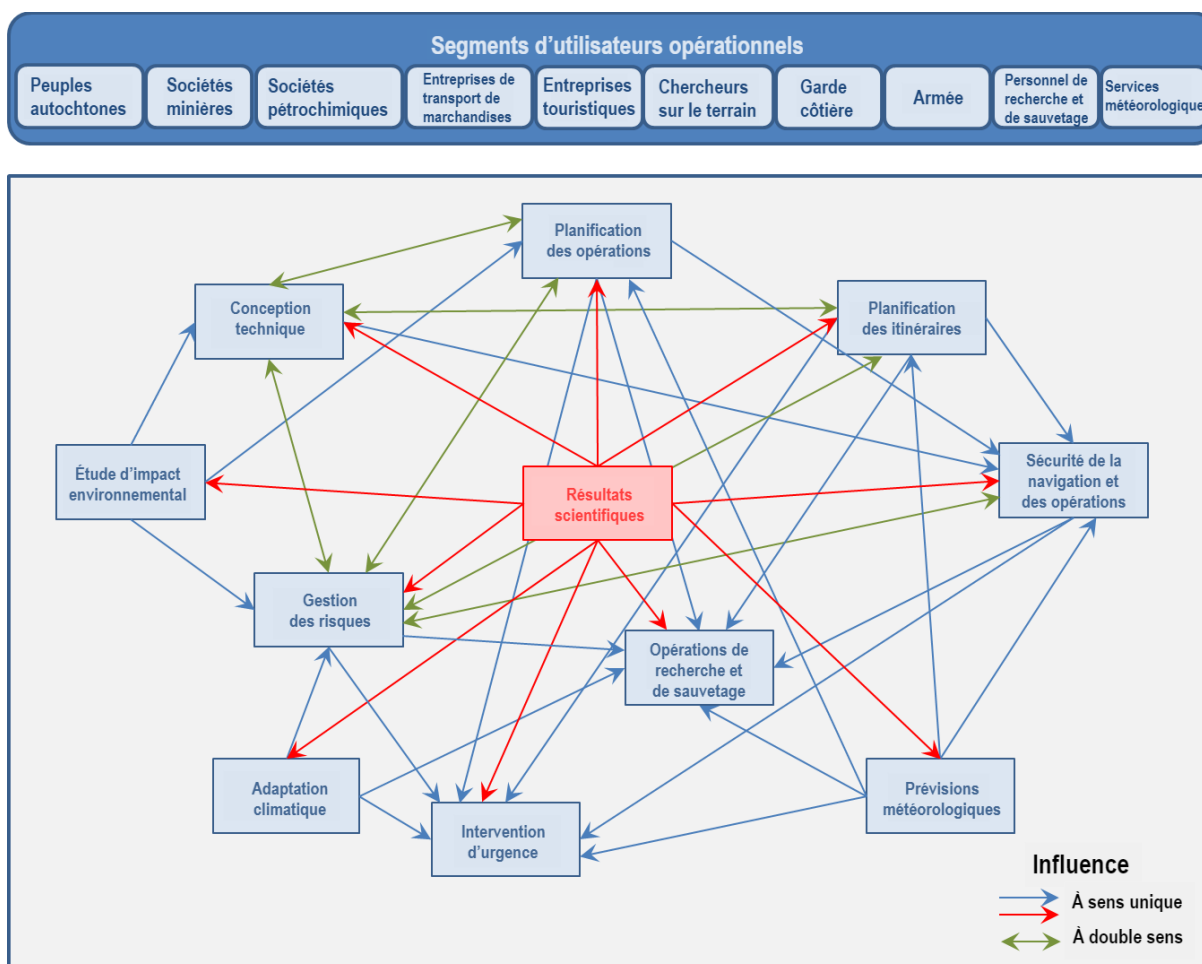 Segments d'utilisateurs opérationnels
Peuples
autochtones
Sociétés
minières
Sociétés
pétrochimiques
Entreprises de
transport de
marchandises
Entreprises
touristiques
Chercheurs
sur le terrain
Garde
côtière
Armée
Personnel de
recherche et
de sauvetage
Services
météorologique
Planification
des opérations
Conception
technique
Planification
des itinéraires
Étude d'impact
environnemental
Résultats
scientifiques
Sécurité de la
navigation et
des opérations
Gestion
des risques
Opérations de
recherche et
de sauvetage
Adaptation
climatique
Intervention
d'urgence
Prévisions
météorologiques
Influence
À sens unique
À double sens